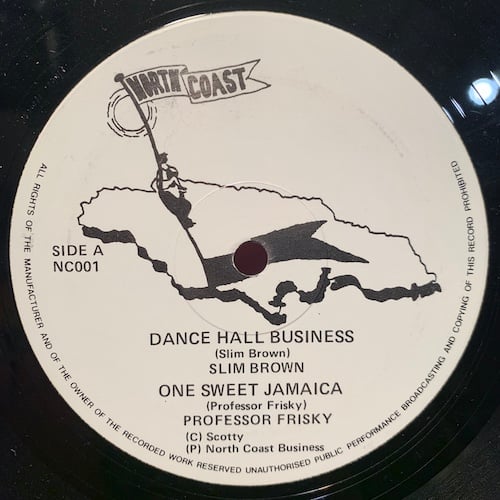 NORTH COAST
SIDE A
NC001
DANCE HALL BUSINESS
(Slim Brown)
SLIM BROWN
ONE SWEET JAMAICA
(Professor Frisky)
PROFESSOR FRISKY
(C) Scotty
(P) North Coast Business
ALL RIGHTS OF THE MANUFACTURER AND OF THE OWNER OF THE RECORDED WORK RESERVED UNAUTHORISED PUBLIC PERFORMANCE BROADCASTING AND COPYING OF THIS RECORD PROHIBITED